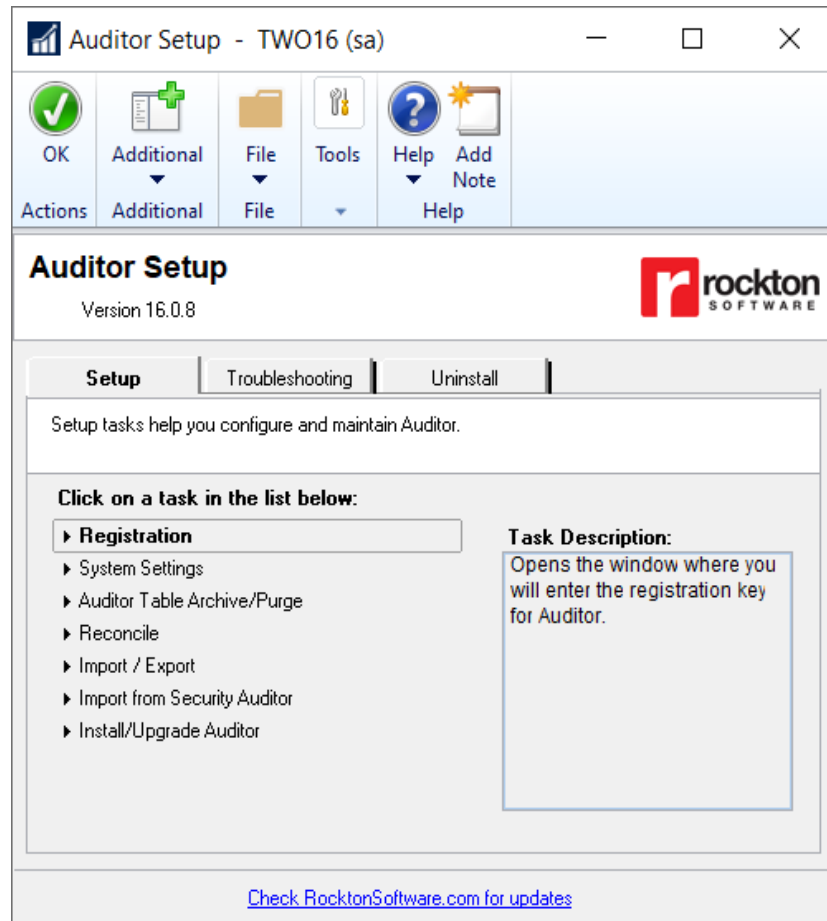 Auditor Setup - TWO16 (sa)
OK
Additional
File
Tools
Help
Add
Note
Actions
Additional
File
Help
Auditor Setup
Version 16.0.8
rockton
SOFTWARE
Setup
Troubleshooting
Uninstall
Setup tasks help you configure and maintain Auditor.
Click on a task in the list below:
Registration
System Settings
Auditor Table Archive/Purge
Reconcile
Import / Export
Import from Security Auditor
Install/Upgrade Auditor
Task Description:
Opens the window where you
will enter the registration key
for Auditor.
Check RocktonSoftware.com for updates